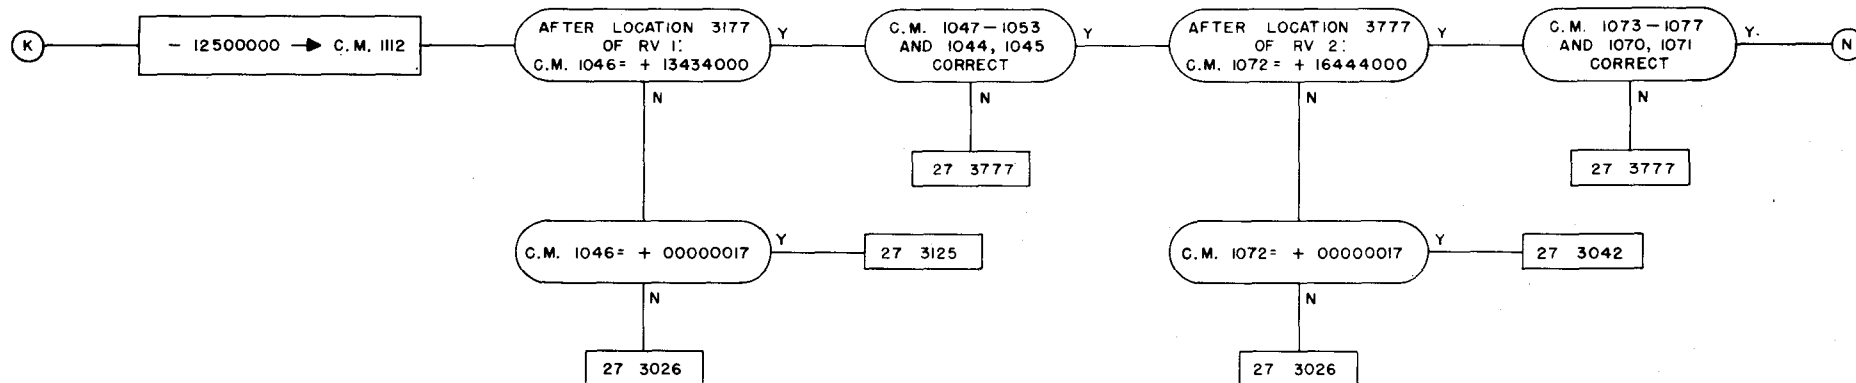 K
- 12500000 → C.M. 1112
AFTER LOCATION 3177
OF RV 1:
C.M. 1046= + 13434000
Y
C.M. 1047-1053
AND 1044, 1045
CORRECT
Y
AFTER LOCATION 3777
OF RV 2:
C.M. 1072= + 16444000
Y
C.M. 1073-1077
AND 1070, 1071
CORRECT
Y.
N
N
N
N
N
27 3777
27 3777
C.M. 1046= + 00000017
Y
27 3125
C.M. 1072= + 00000017
Y
27 3042
N
N
27 3026
27 3026